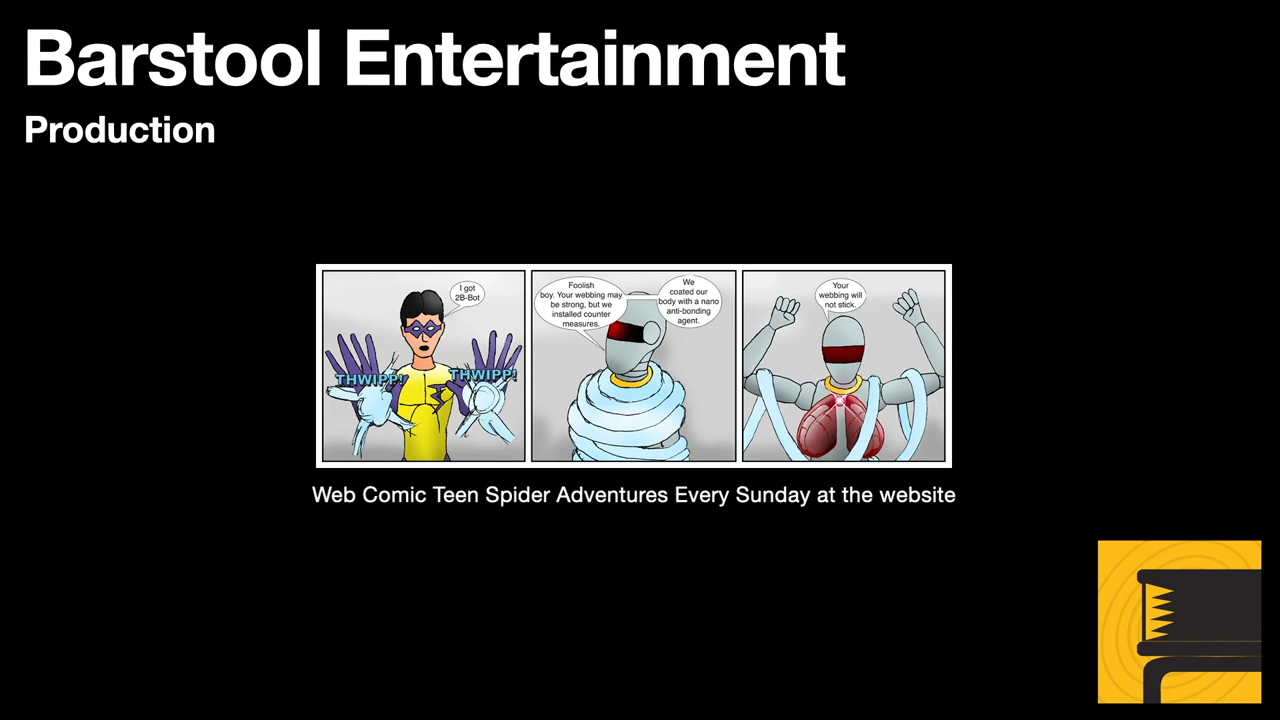 Barstool Entertainment
Production
I got
2B-Bot
THWIPP!
THWIPP!
Foolish
boy. Your webbing may
be strong, but we
installed counter
measures.
We
coated our
body with a nano
anti-bonding
agent.
Your
webbing will
not stick.
Web Comic Teen Spider Adventures Every Sunday at the website